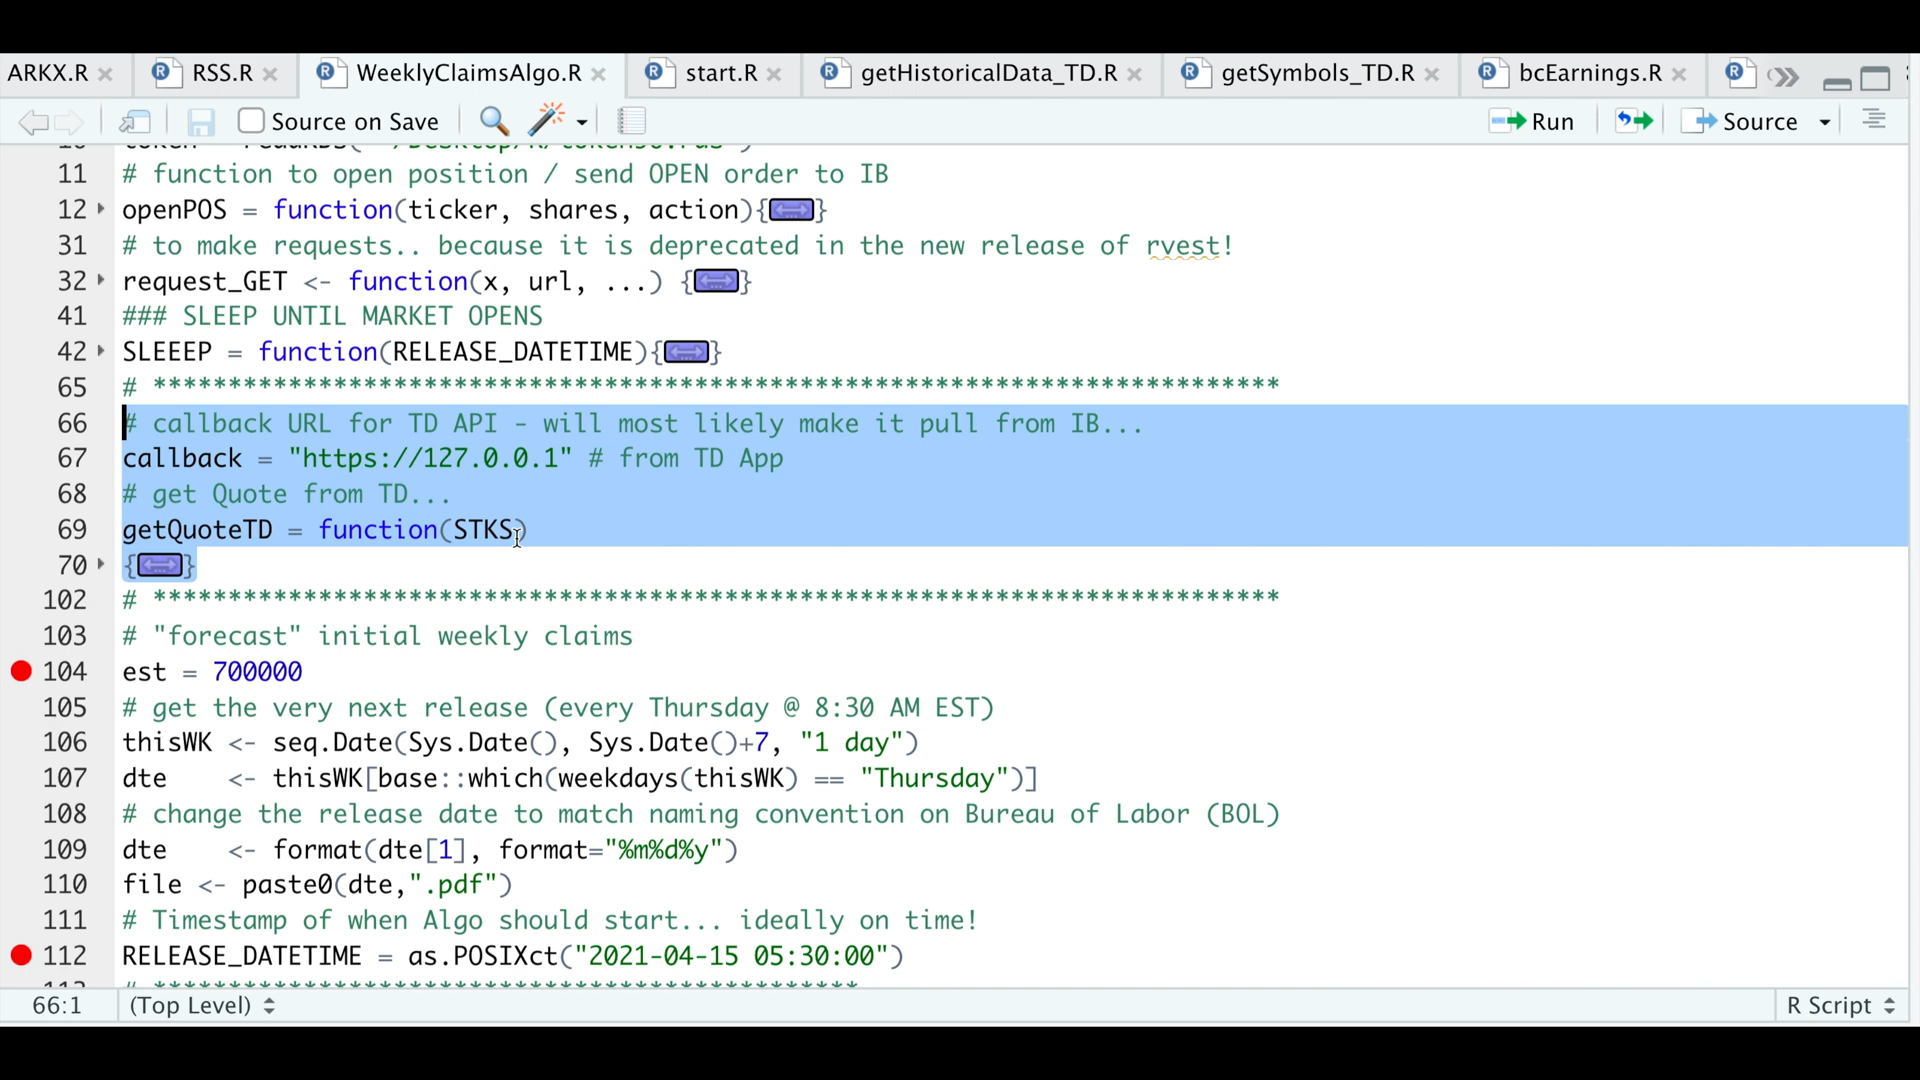 ARKX.R RSS.R WeeklyClaimsAlgo.R start.R getHistoricalData_TD.R getSymbols_TD.R bcEarnings.R
Source on Save Run Source
11 # function to open position / send OPEN order to IB
12 openPOS = function(ticker, shares, action){}
31 # to make requests.. because it is deprecated in the new release of rvest!
32 request_GET <- function(x, url, ...) {}
41 ### SLEEP UNTIL MARKET OPENS
42 SLEEEP = function(RELEASE_DATETIME){}
65 # ***************************************************************************
66 # callback URL for TD API - will most likely make it pull from IB...
67 callback = "https://127.0.0.1" # from TD App
68 # get Quote from TD...
69 getQuoteTD = function(STKS)
70 {}
102 # ***************************************************************************
103 # "forecast" initial weekly claims
104 est = 700000
105 # get the very next release (every Thursday @ 8:30 AM EST)
106 thisWK <- seq.Date(Sys.Date(), Sys.Date()+7, "1 day")
107 dte    <- thisWK[base::which(weekdays(thisWK) == "Thursday")]
108 # change the release date to match naming convention on Bureau of Labor (BOL)
109 dte    <- format(dte[1], format="%m%d%y")
110 file <- paste0(dte,".pdf")
111 # Timestamp of when Algo should start... ideally on time!
112 RELEASE_DATETIME = as.POSIXct("2021-04-15 05:30:00")
66:1 (Top Level) R Script